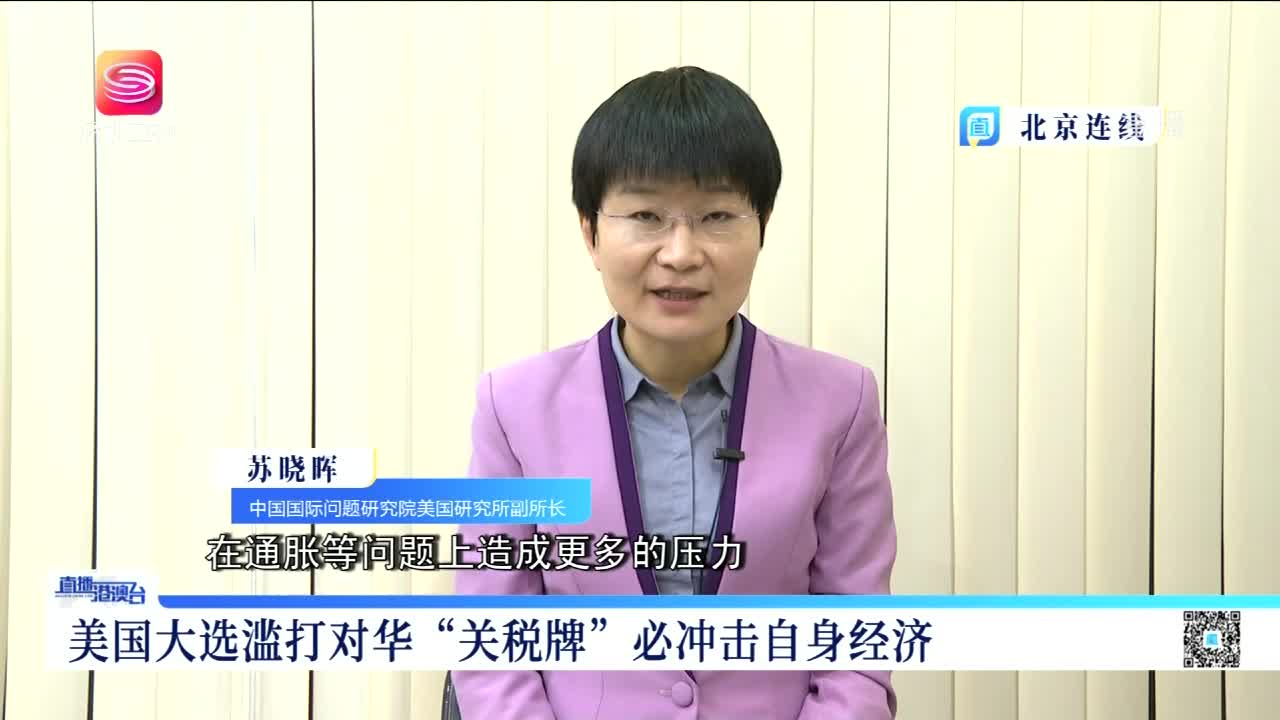 直 北京连线
苏晓晖
中国国际问题研究院美国研究所副所长
在通胀等问题上造成更多的压力
直播港澳台
美国大选滥打对华“关税牌”必冲击自身经济